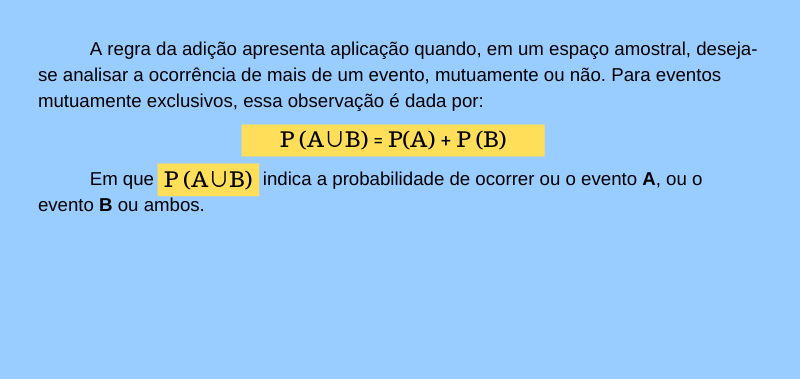 A regra da adição apresenta aplicação quando, em um espaço amostral, deseja-
se analisar a ocorrência de mais de um evento, mutuamente ou não. Para eventos
mutuamente exclusivos, essa observação é dada por:
P (A∪B) = P(A) + P (B)
Em que P (A∪B) indica a probabilidade de ocorrer ou o evento A, ou o
evento B ou ambos.